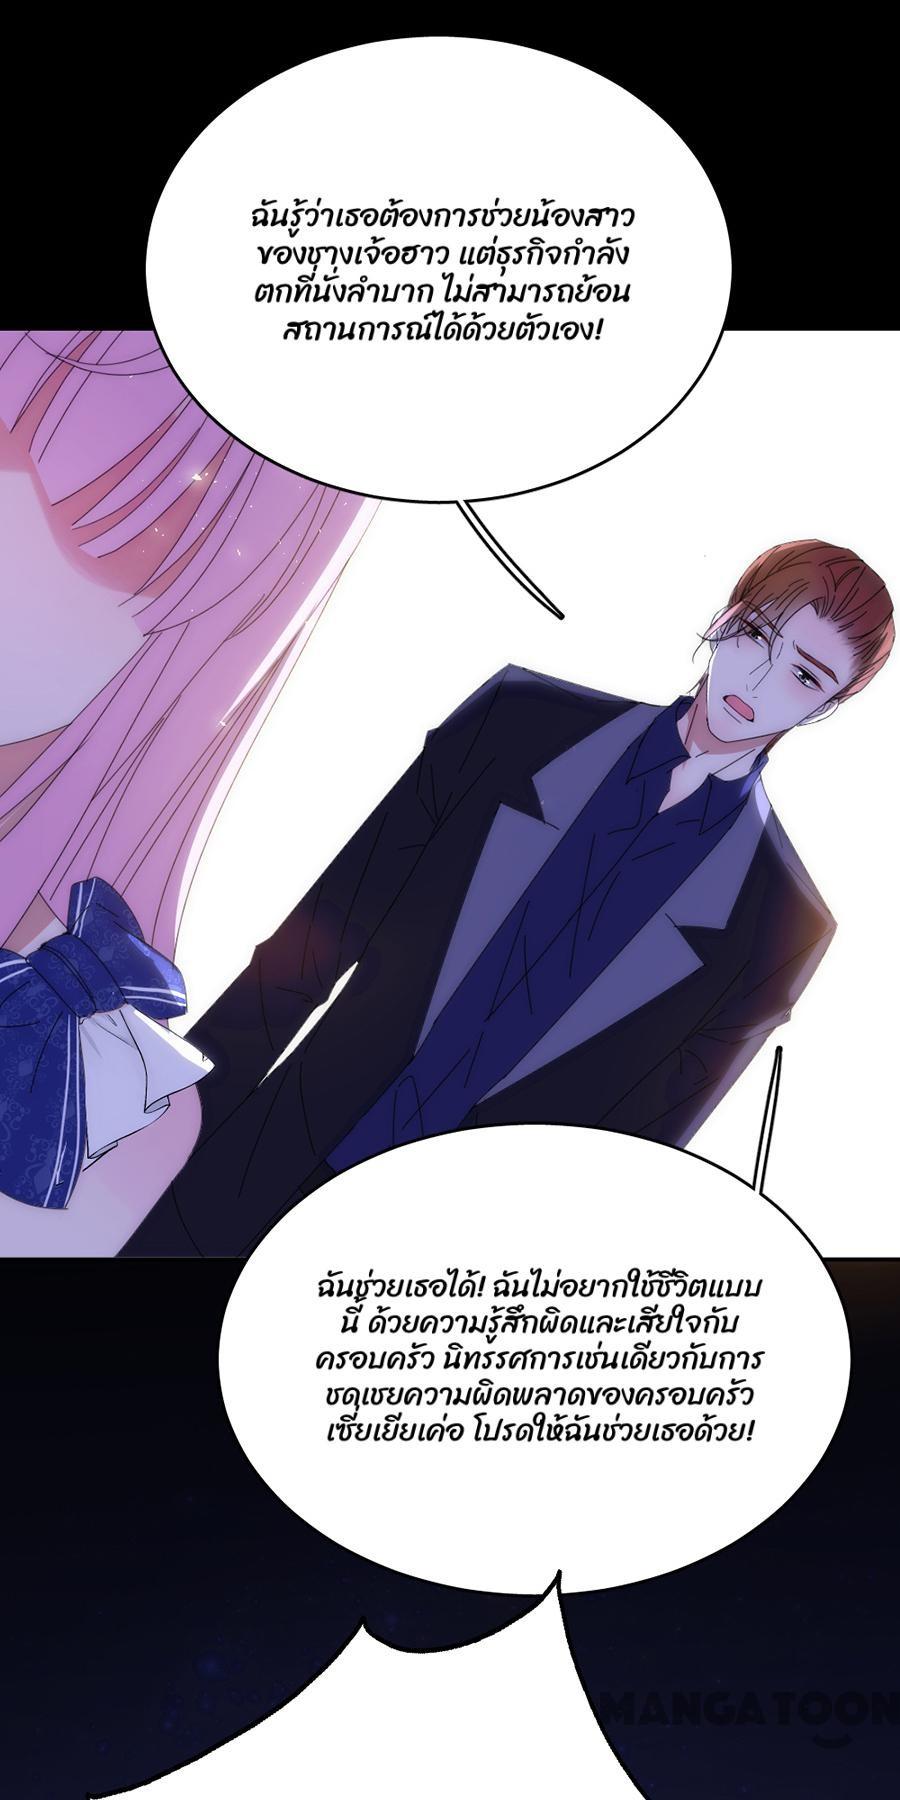 ฉันรู้ว่าเธอต้องการช่วยน้องสาว
ของชางเจ้อฮาว แต่ธุรกิจกำลัง
ตกที่นั่งลำบาก ไม่สามารถย้อน
สถานการณ์ได้ด้วยตัวเอง!
ฉันช่วยเธอได้! ฉันไม่อยากใช้ชีวิตแบบ
นี้ ด้วยความรู้สึกผิดและเสียใจกับ
ครอบครัว นิทรรศการเช่นเดียวกับการ
ชดเชยความผิดพลาดของครอบครัว
เซี่ยเยียเค่อ โปรดให้ฉันช่วยเธอด้วย!
MANGA TOON